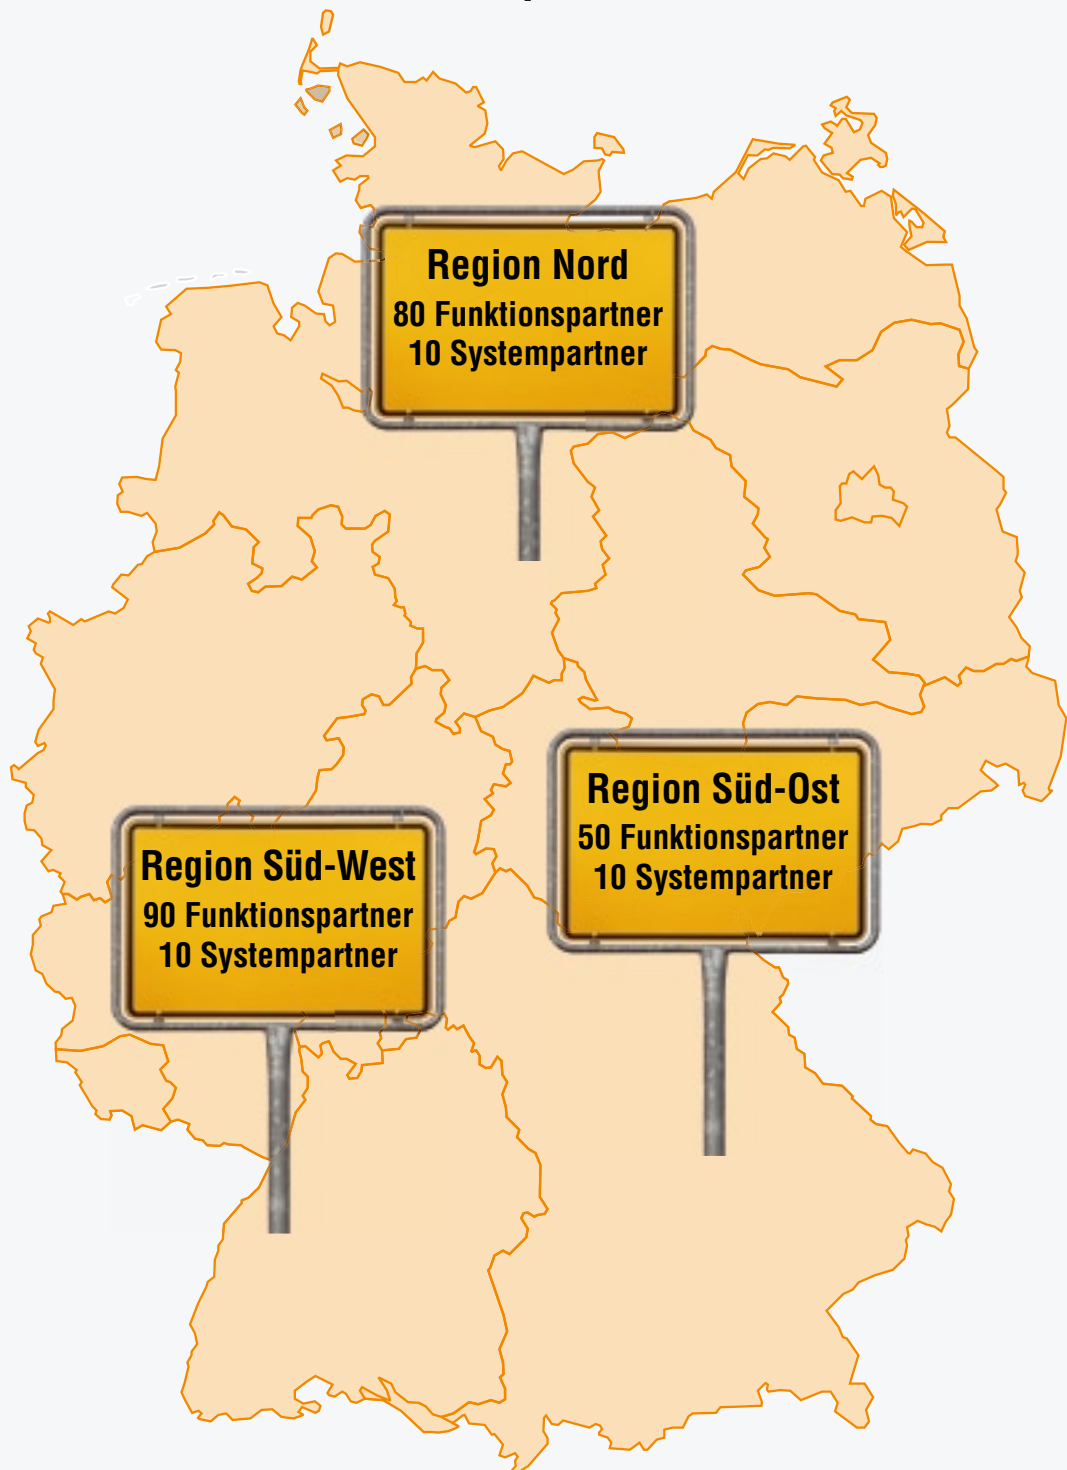 Region Nord
80 Funktionspartner
10 Systempartner
Region Süd-Ost
50 Funktionspartner
10 Systempartner
Region Süd-West
90 Funktionspartner
10 Systempartner